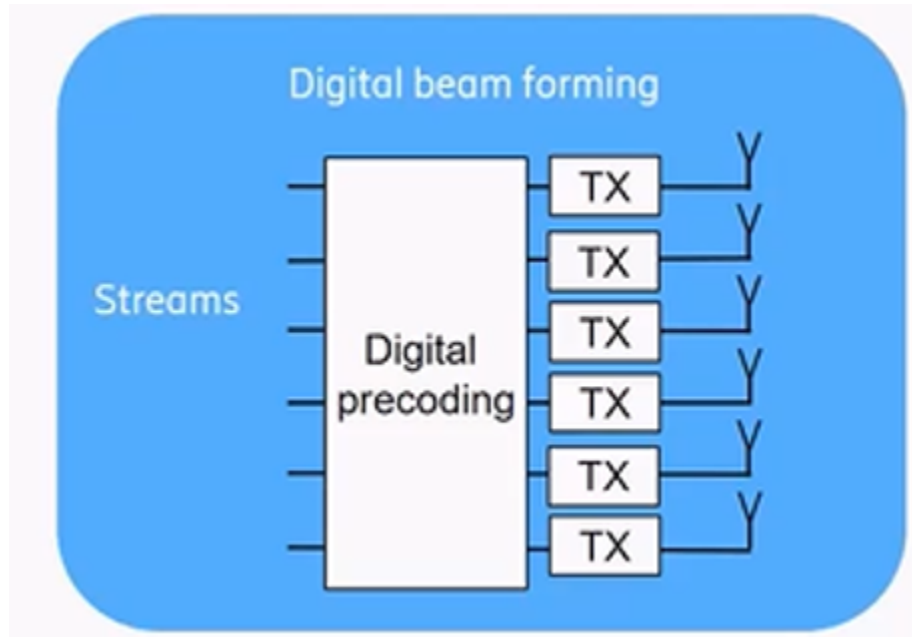 Digital beam forming
Streams
Digital
precoding
TX
TX
TX
TX
TX
TX